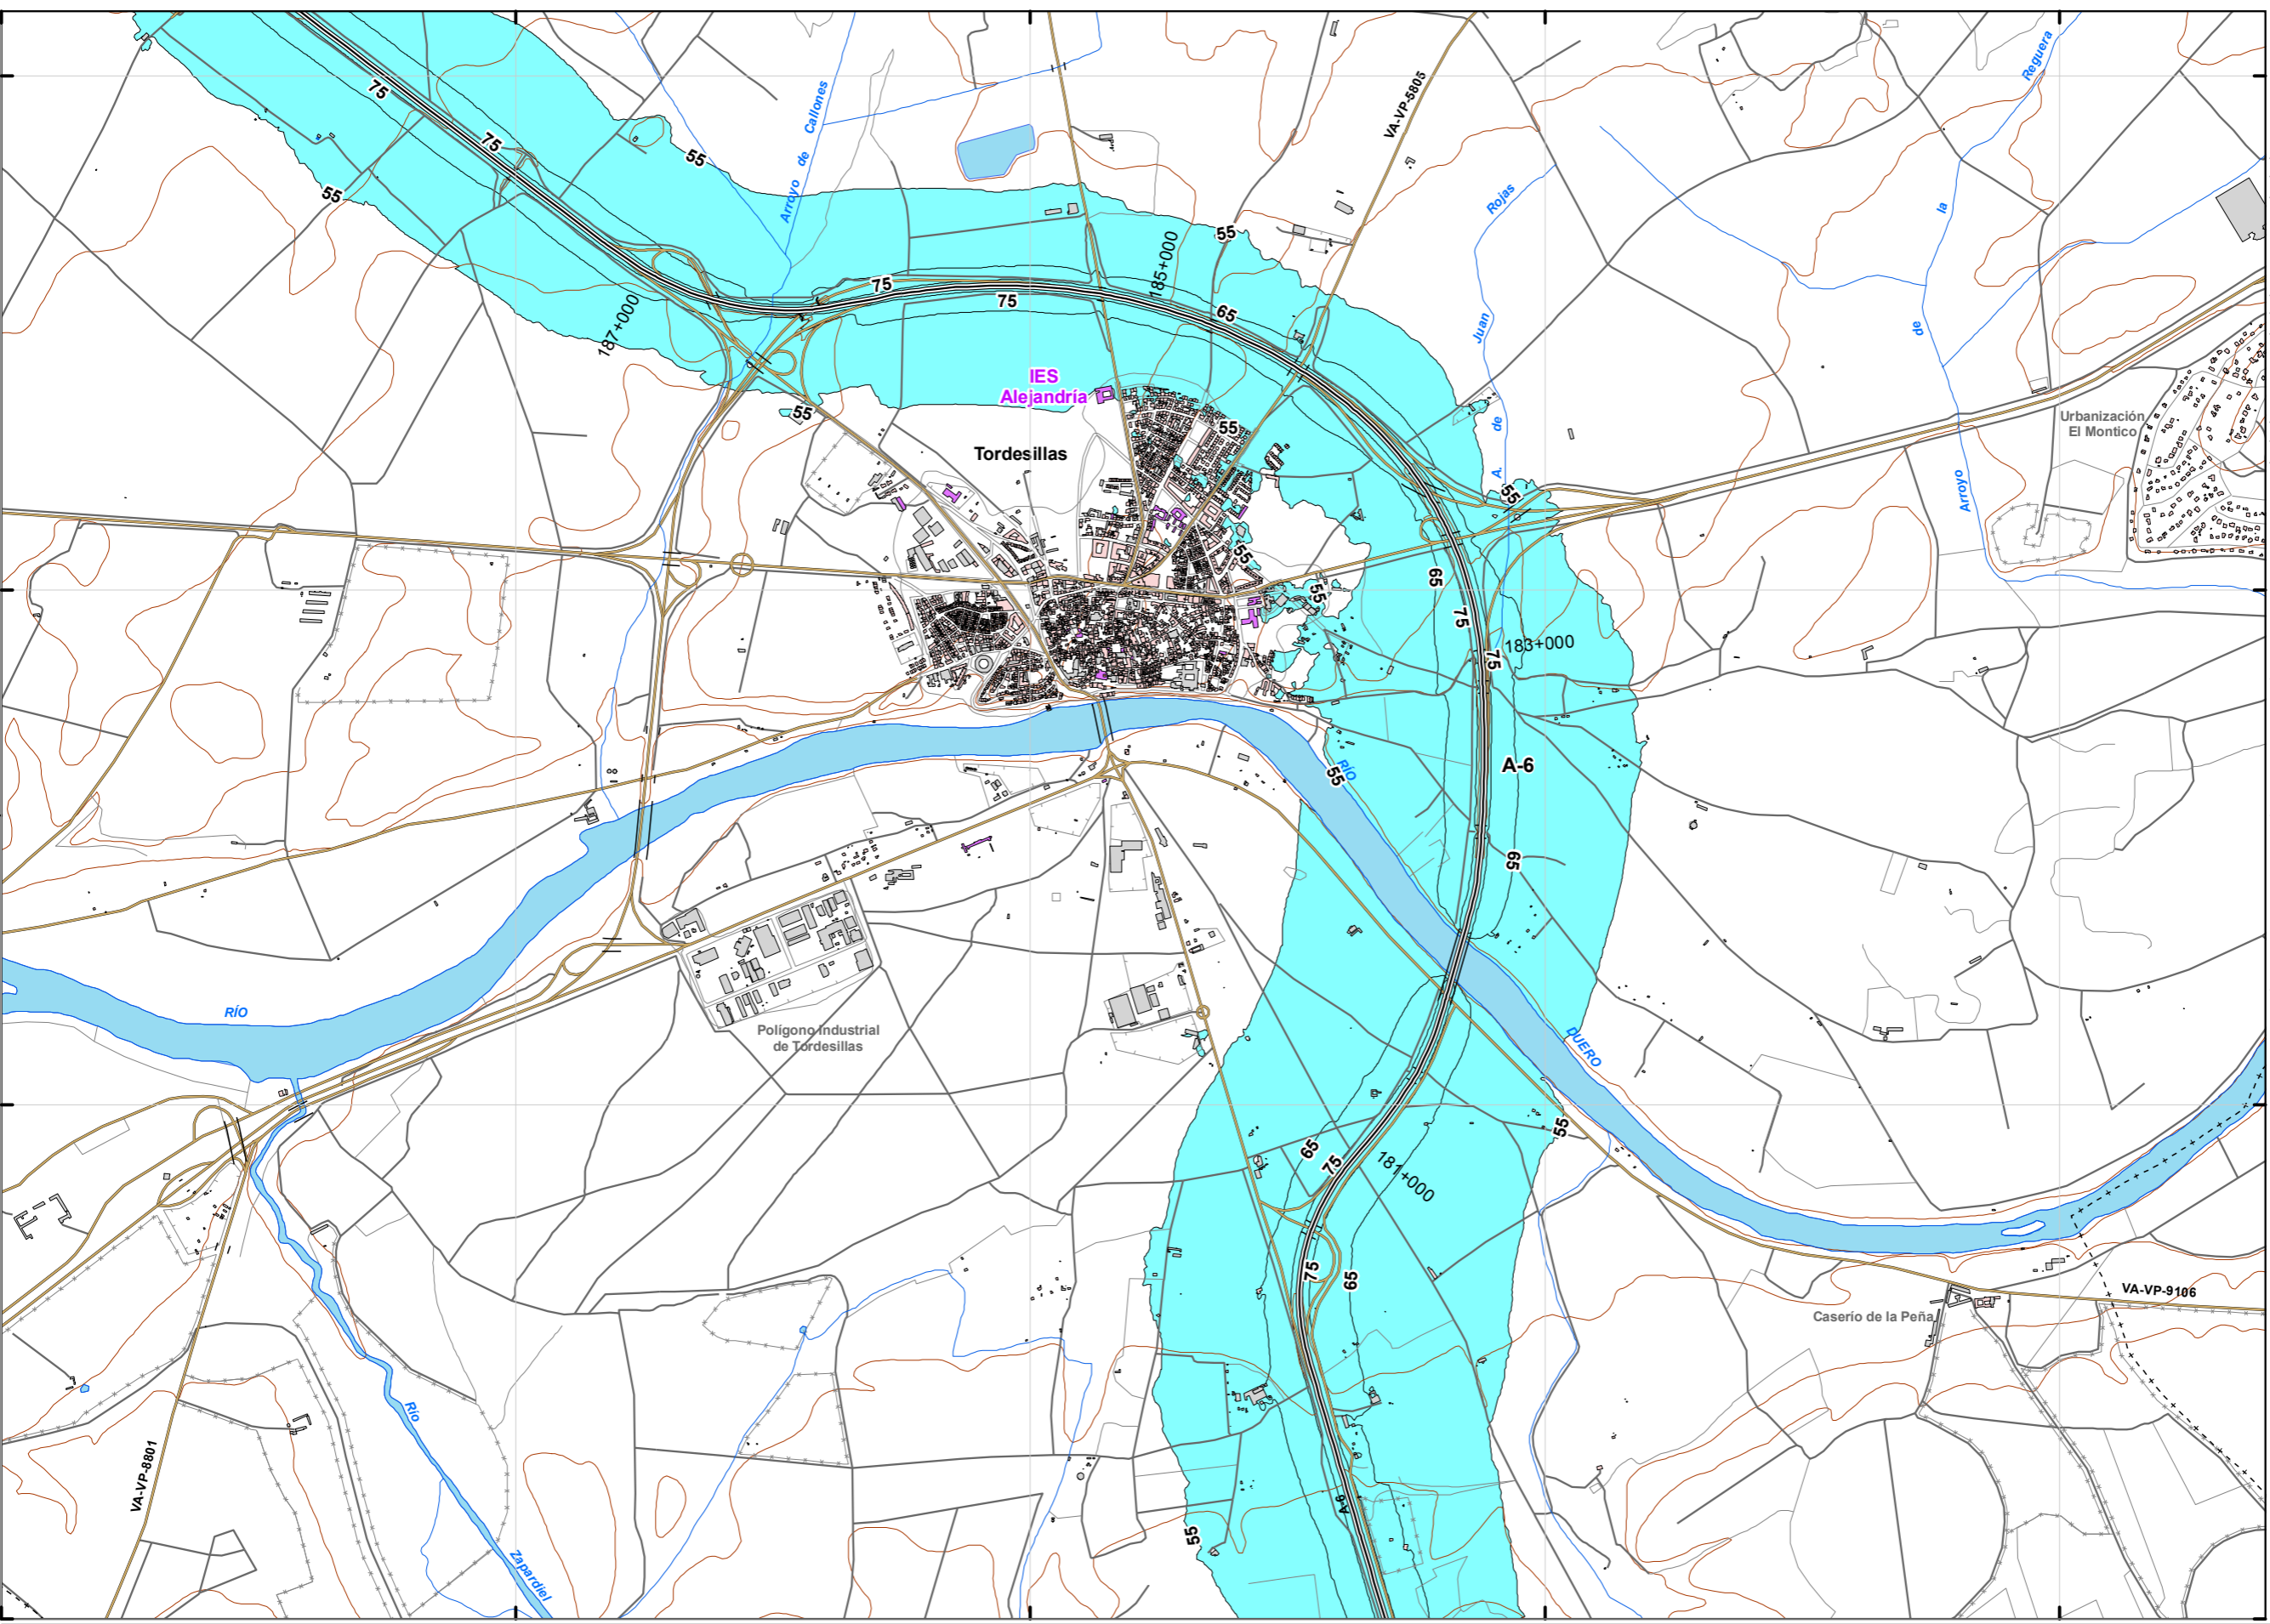 Reguera
la
de
Arroyo
VA-VP-5805
Arroyo de Callones
75
75
55
55
55
Rojas
Juan
A. de
185+000
187+000
75
75
65
IES
Alejandría
55
55
55
Tordesillas
Urbanización
El Montico
55
55
55
65
75
183+000
75
A-6
RÍO
55
65
RÍO
DUERO
Polígono Industrial
de Tordesillas
55
65
75
181+000
75
65
VA-VP-9106
Caserío de la Peña
Río
Zapardiel
VA-VP-8801
A-6
55